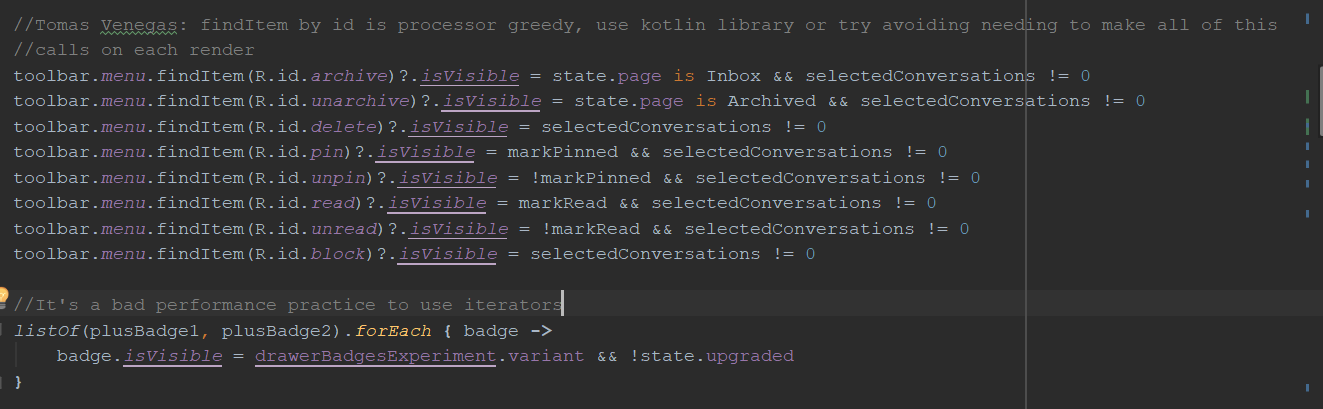 //Tomas Venegas: findItem by id is processor greedy, use kotlin library or try avoiding needing to make all of this
//calls on each render
toolbar.menu.findItem(R.id.archive)?.isVisible = state.page is Inbox && selectedConversations != 0
toolbar.menu.findItem(R.id.unarchive)?.isVisible = state.page is Archived && selectedConversations != 0
toolbar.menu.findItem(R.id.delete)?.isVisible = selectedConversations != 0
toolbar.menu.findItem(R.id.pin)?.isVisible = markPinned && selectedConversations != 0
toolbar.menu.findItem(R.id.unpin)?.isVisible = !markPinned && selectedConversations != 0
toolbar.menu.findItem(R.id.read)?.isVisible = markRead && selectedConversations != 0
toolbar.menu.findItem(R.id.unread)?.isVisible = !markRead && selectedConversations != 0
toolbar.menu.findItem(R.id.block)?.isVisible = selectedConversations != 0
//It's a bad performance practice to use iterators
listOf(plusBadge1, plusBadge2).forEach { badge ->
badge.isVisible = drawerBadgesExperiment.variant && !state.upgraded
}